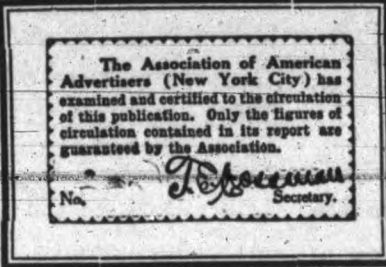 The Association of American
Advertisers (New York City) has
examined and certified to the circulation
of this publication. Only the figures of
circulation contained in its report are
guaranteed by the Association.
No.
Secretary.